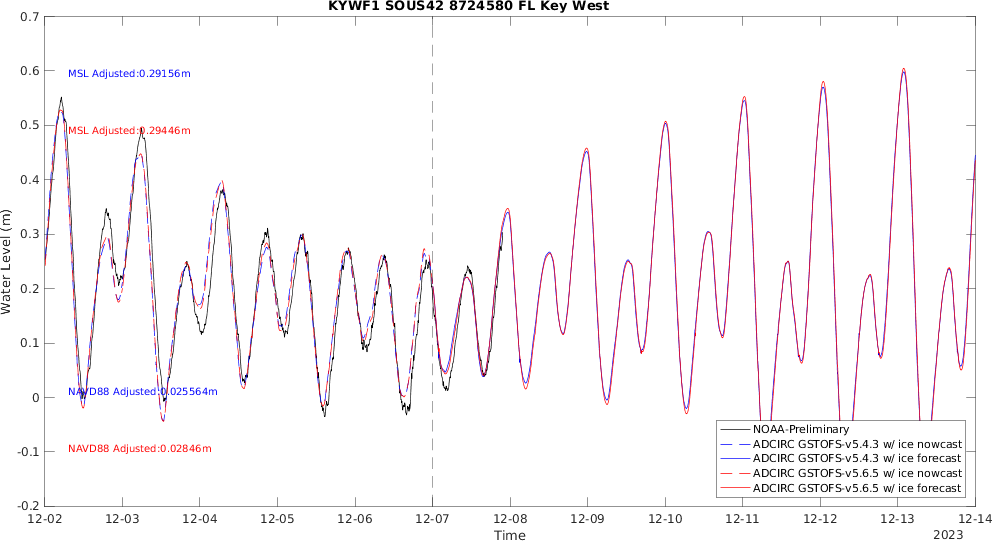 KYWF1 SOUS42 8724580 FL Key West
0.7
0.6
0.5
0.4
0.3
0.2
0.1
0
-0.1
-0.2
Water Level (m)
MSL Adjusted:0.29156m
MSL Adjusted:0.29446m
NAVD88 Adjusted:0.025564m
NAVD88 Adjusted:0.02846m
NOAA-Preliminary
ADCIRC GSTOFS-v5.4.3 w/ ice nowcast
ADCIRC GSTOFS-v5.4.3 w/ ice forecast
ADCIRC GSTOFS-v5.6.5 w/ ice nowcast
ADCIRC GSTOFS-v5.6.5 w/ ice forecast
12-02 12-03 12-04 12-05 12-06 12-07 12-08 12-09 12-10 12-11 12-12 12-13 12-14
Time
2023